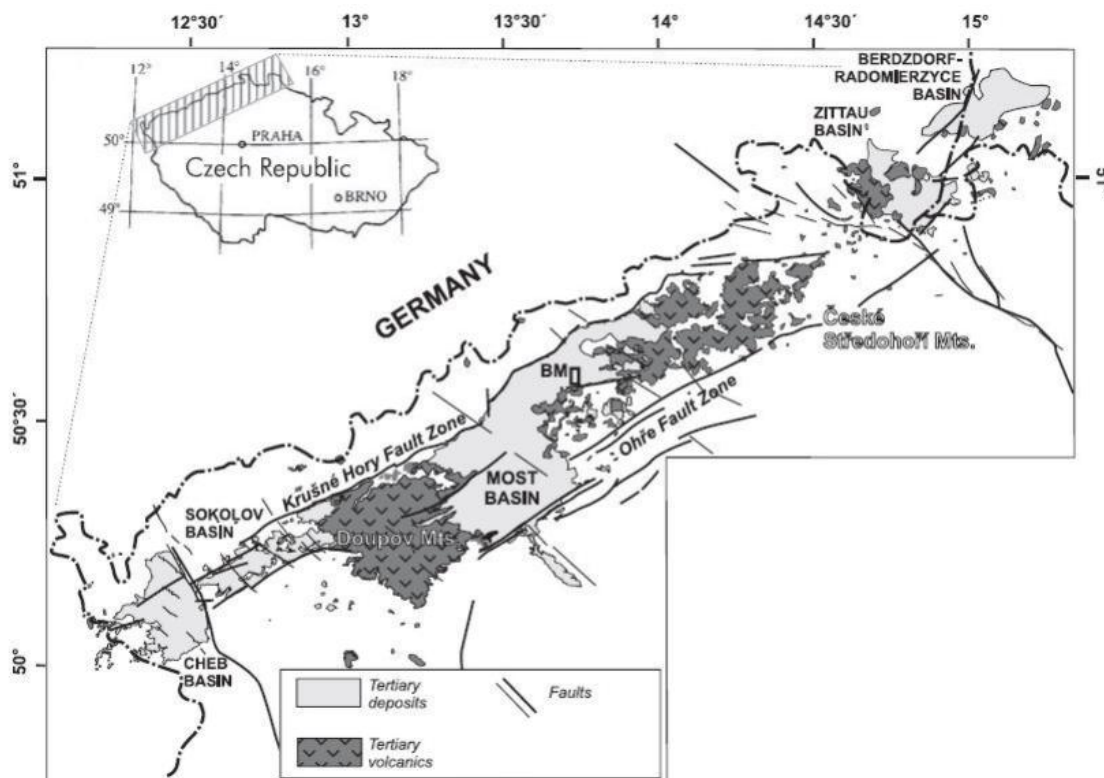 12°30'
13°
13°30'
14°
14°30'
15°
12°
14°
16°
18°
50°
PRAHA
Czech Republic
BRNO
49°
BERDZDORF-
RADOMIERZYCE
BASIN
ZITTAU
BASIN
51°
51°
GERMANY
České
Středohoří Mts.
BM
50°30'
Krušné Hory Fault Zone
Ohře Fault Zone
MOST
BASIN
SOKOLOV
BASIN
Doupov Mts.
50°
CHEB
BASIN
Tertiary
deposits
Faults
Tertiary
volcanics